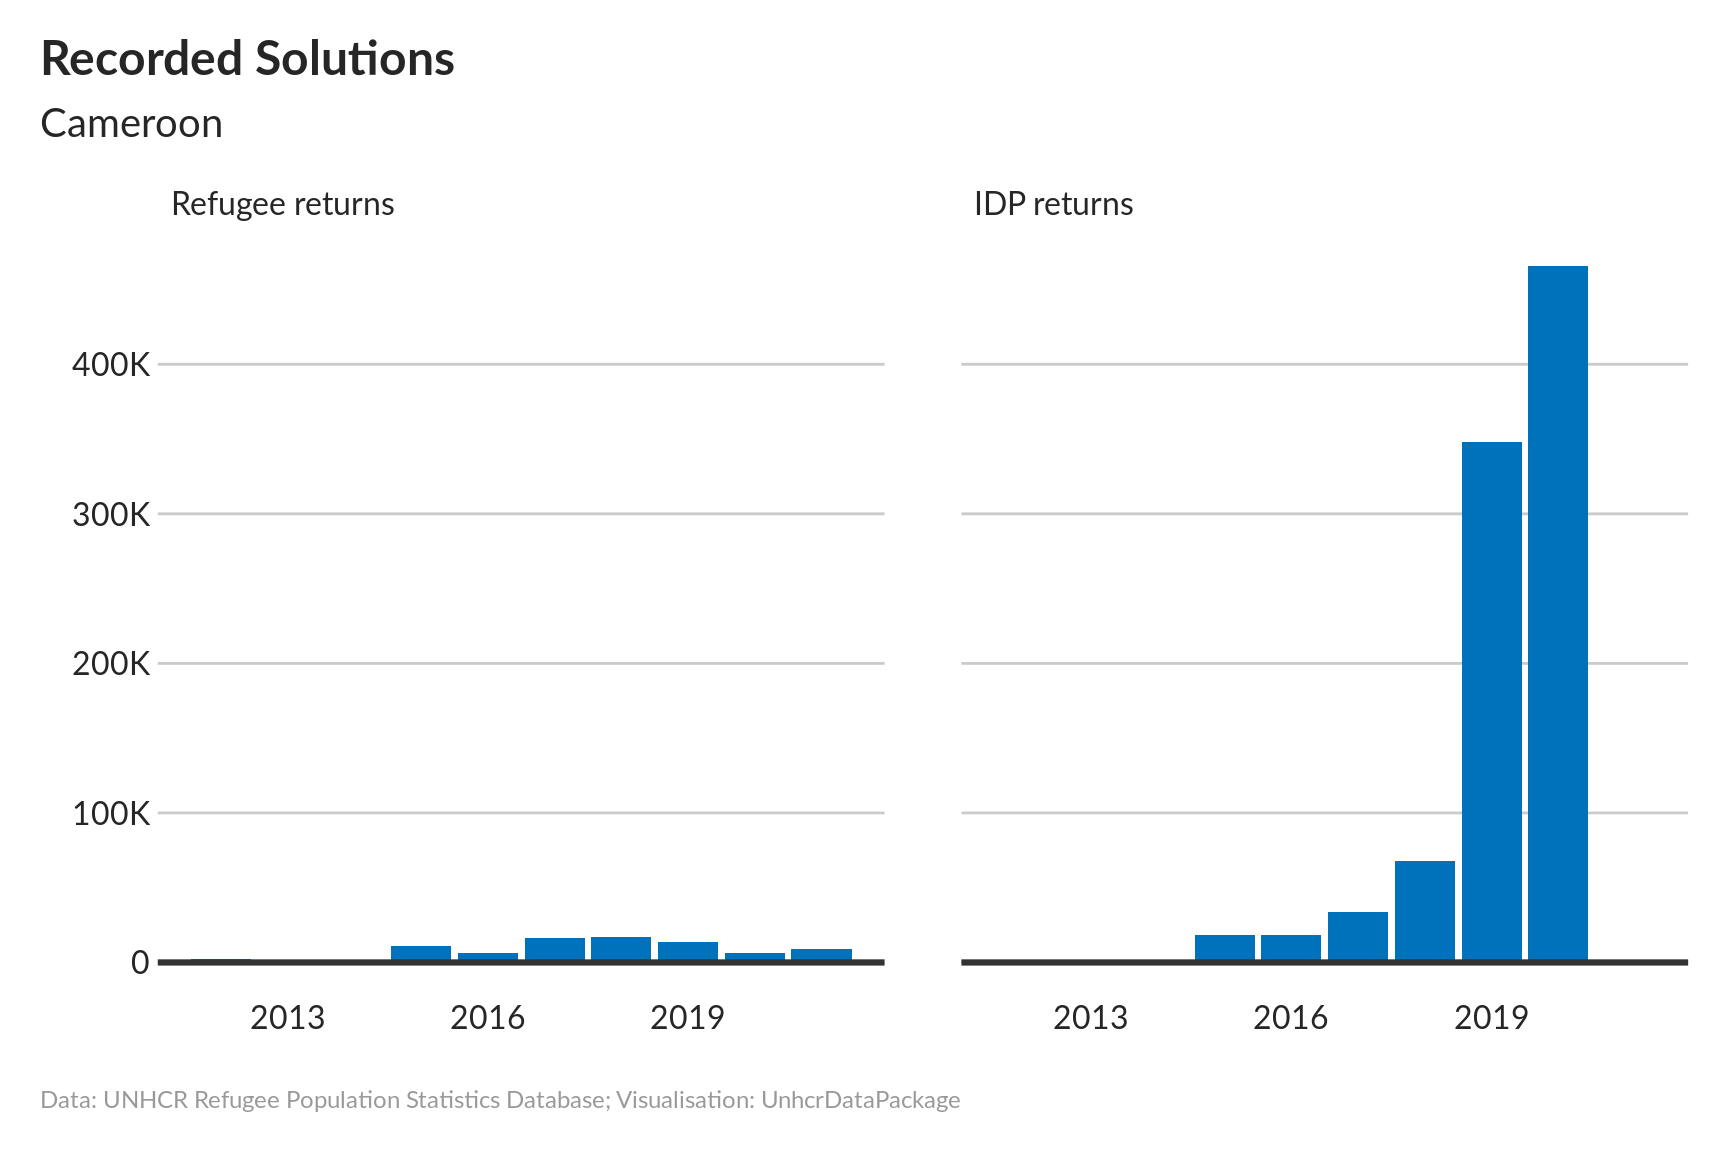 Recorded Solutions
Cameroon
Refugee returns
IDP returns
400K
300K
200K
100K
0
2013 2016 2019
2013 2016 2019
Data: UNHCR Refugee Population Statistics Database; Visualisation: UnhcrDataPackage